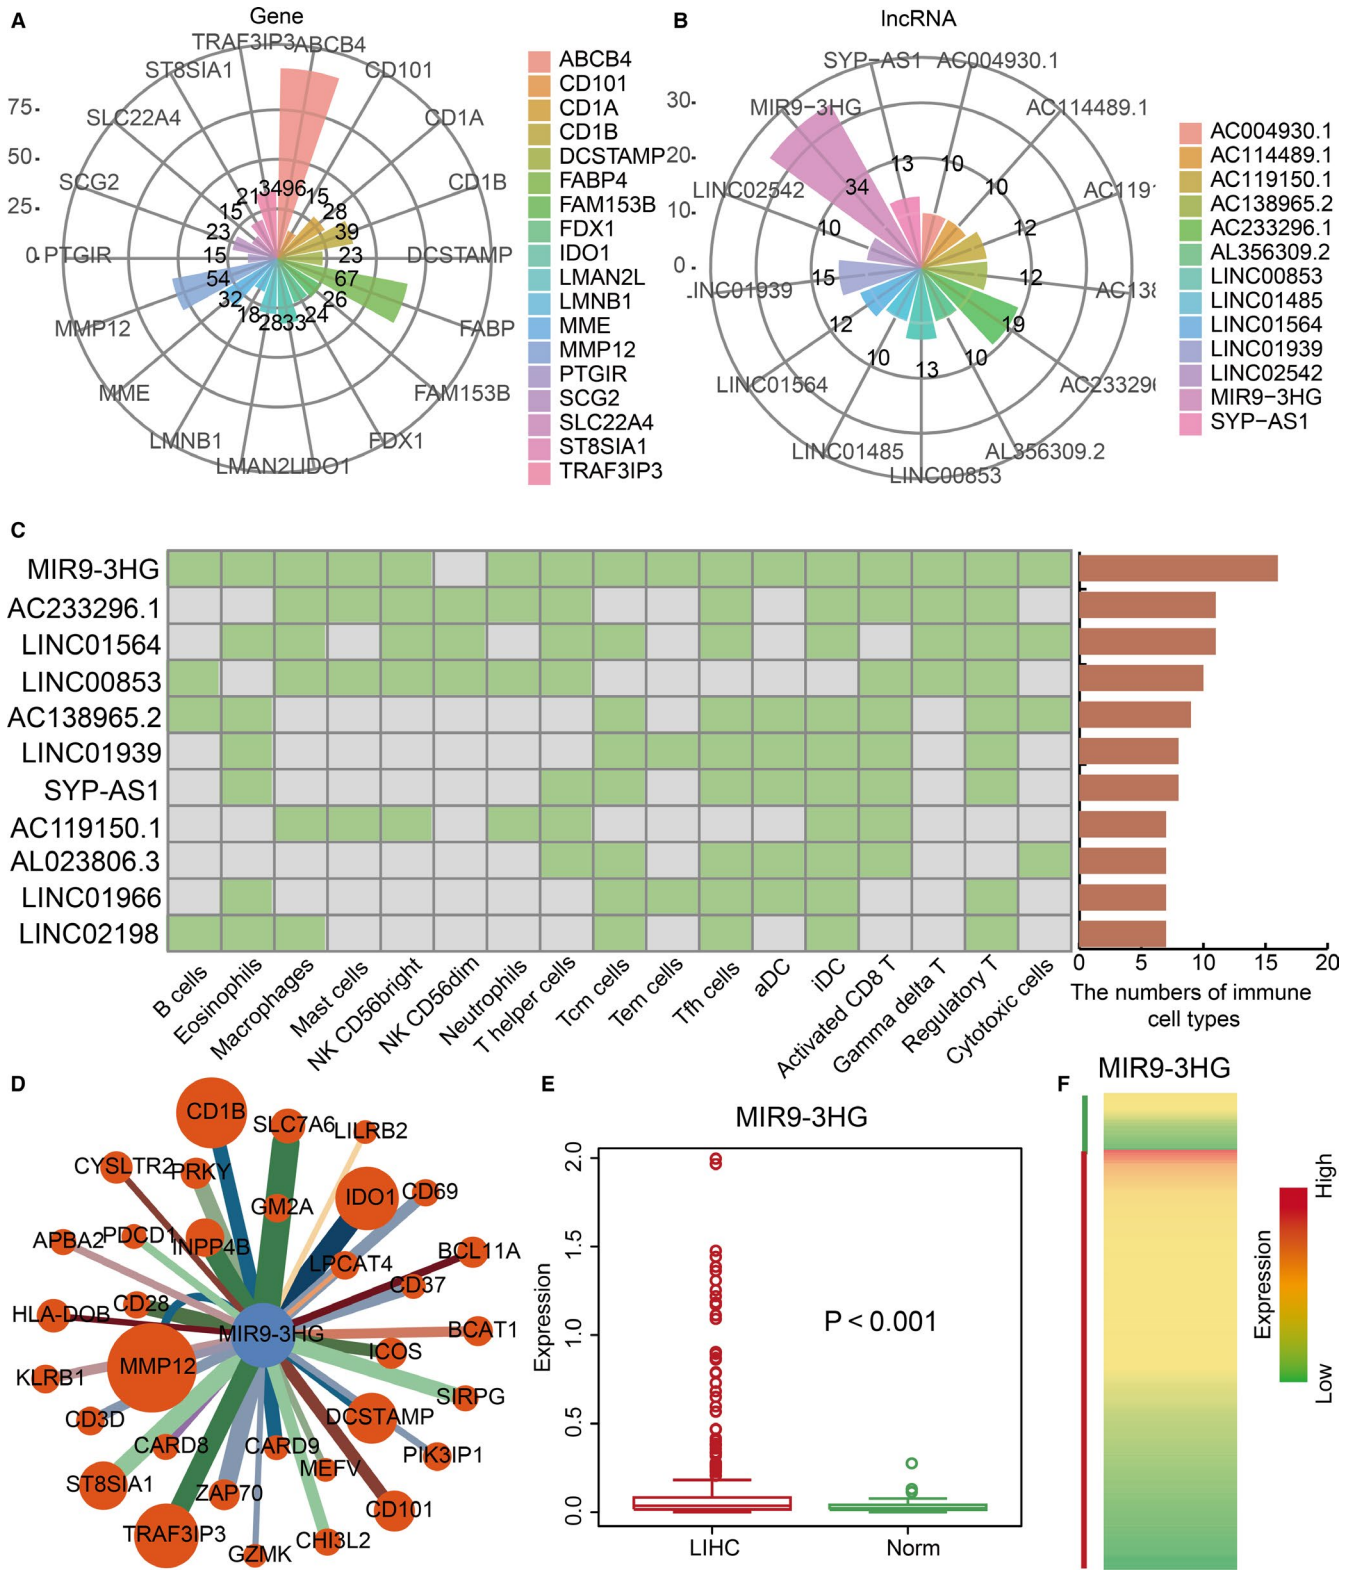 A
Gene
TRAF3IP3
ABCB4
ST8SIA1
CD101
SLC22A4
CD1A
SCG2
CD1B
PTGIR
DCSTAMP
MMP12
FABP
MME
FAM153B
LMNB1
FDX1
LMAN2L
IDO1
75
50
25
0
34
96
15
28
39
23
67
26
24
33
28
18
32
54
15
23
15
21
ABCB4
CD101
CD1A
CD1B
DCSTAMP
FABP4
FAM153B
FDX1
IDO1
LMAN2L
LMNB1
MME
MMP12
PTGIR
SCG2
SLC22A4
ST8SIA1
TRAF3IP3
B
lncRNA
SYP−AS1
AC004930.1
MIR9−3HG
AC114489.1
LINC02542
AC119
LINC01939
AC138
LINC01564
AC23329
LINC01485
AL356309.2
LINC00853
30
20
10
0
13
10
10
12
12
19
10
13
10
12
15
10
34
AC004930.1
AC114489.1
AC119150.1
AC138965.2
AC233296.1
AL356309.2
LINC00853
LINC01485
LINC01564
LINC01939
LINC02542
MIR9−3HG
SYP−AS1
C
MIR9-3HG
AC233296.1
LINC01564
LINC00853
AC138965.2
LINC01939
SYP-AS1
AC119150.1
AL023806.3
LINC01966
LINC02198
B cells
Eosinophils
Macrophages
Mast cells
NK CD56bright
NK CD56dim
Neutrophils
T helper cells
Tcm cells
Tem cells
Tfh cells
aDC
iDC
Activated CD8 T
Gamma delta T
Regulatory T
Cytotoxic cells
0 5 10 15 20
The numbers of immune
cell types
D
CD1B
SLC7A6
LILRB2
CYSLTR2
PRKY
GM2A
IDO1
CD69
APBA2
PDCD1
INPP4B
LPCAT4
BCL11A
CD37
HLA-DOB
CD28
MIR9-3HG
BCAT1
MMP12
ICOS
KLRB1
SIRPG
CD3D
DCSTAMP
CARD8
CARD9
PIK3IP1
MEFV
ST8SIA1
ZAP70
CD101
TRAF3IP3
CHI3L2
GZMK
E
MIR9-3HG
Expression
2.0
1.5
1.0
0.5
0.0
P < 0.001
LIHC
Norm
F
MIR9-3HG
Expression
High
Low